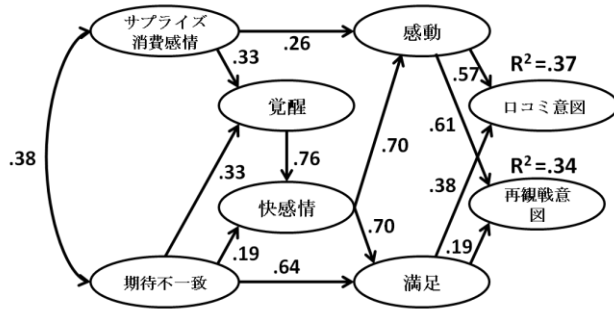 サプライズ
消費感情
感動
.26
.33
.57
R²=.37
口コミ意図
覚醒
.61
.38
.76
.70
.38
R²=.34
.33
快感情
再観戦意
図
.70
.19
.19
.64
期待不一致
満足